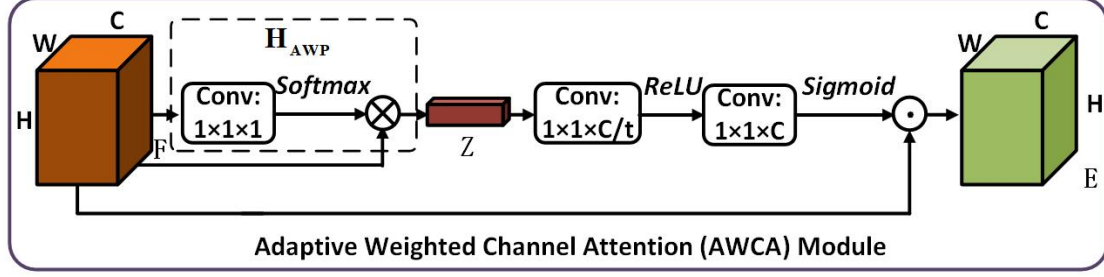 C
W
H
F
H_AWP
Conv:
1×1×1
Softmax
Z
Conv:
1×1×C/t
ReLU
Conv:
1×1×C
Sigmoid
C
W
H
E
Adaptive Weighted Channel Attention (AWCA) Module